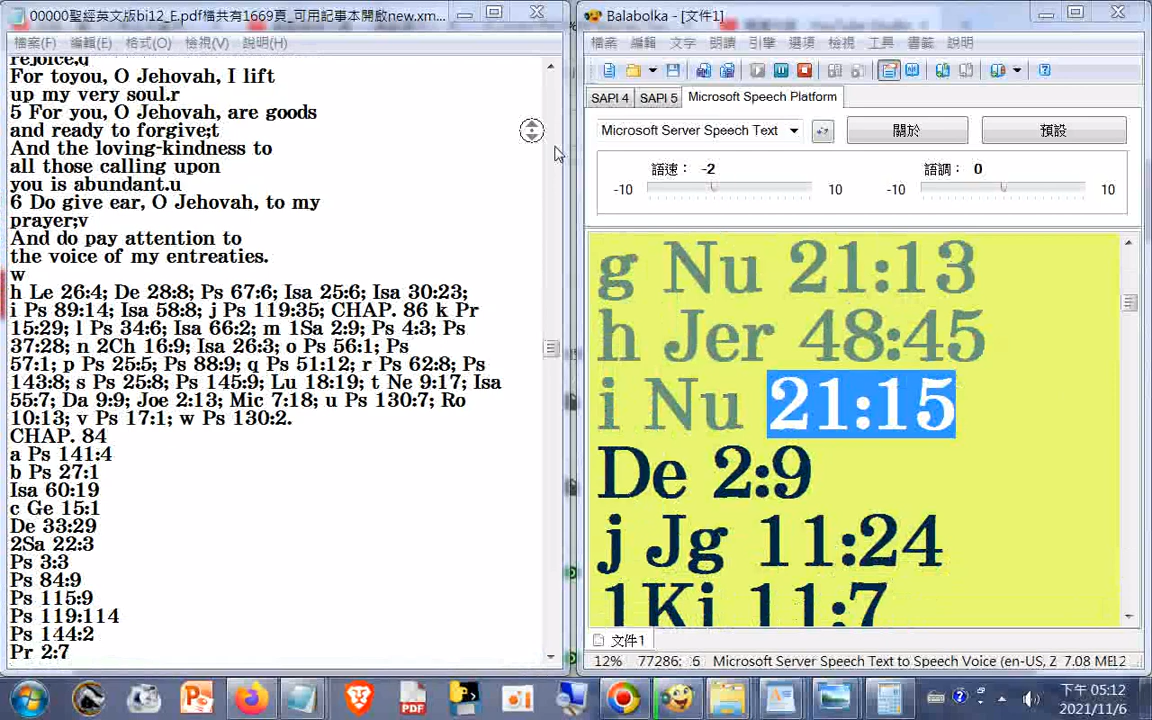 00000聖經英文版bi12_E.pdf檔共有1669頁_可用記事本開啟new.xm...
檔案(F) 編輯(E) 格式(O) 檢視(V) 說明(H)
rejoice,q
For toyou, O Jehovah, I lift
up my very soul.r
5 For you, O Jehovah, are goods
and ready to forgive;t
And the loving-kindness to
all those calling upon
you is abundant.u
6 Do give ear, O Jehovah, to my
prayer;v
And do pay attention to
the voice of my entreaties.
w
h Le 26:4; De 28:8; Ps 67:6; Isa 25:6; Isa 30:23;
i Ps 89:14; Isa 58:8; j Ps 119:35; CHAP. 86 k Pr
15:29; l Ps 34:6; Isa 66:2; m 1Sa 2:9; Ps 4:3; Ps
37:28; n 2Ch 16:9; Isa 26:3; o Ps 56:1; Ps
57:1; p Ps 25:5; Ps 88:9; q Ps 51:12; r Ps 62:8; Ps
143:8; s Ps 25:8; Ps 145:9; Lu 18:19; t Ne 9:17; Isa
55:7; Da 9:9; Joe 2:13; Mic 7:18; u Ps 130:7; Ro
10:13; v Ps 17:1; w Ps 130:2.
CHAP. 84
a Ps 141:4
b Ps 27:1
Isa 60:19
c Ge 15:1
De 33:29
2Sa 22:3
Ps 3:3
Ps 84:9
Ps 115:9
Ps 119:114
Ps 144:2
Pr 2:7
Balabolka - [文件1]
檔案 編輯 文字 朗讀 引擎 選項 檢視 工具 書籤 說明
SAPI 4 SAPI 5 Microsoft Speech Platform
Microsoft Server Speech Text 關於 預設
語速： -2 語調： 0
-10 10 -10 10
g Nu 21:13
h Jer 48:45
i Nu 21:15
De 2:9
j Jg 11:24
1Ki 11:7
文件1
12% 77286: 6 Microsoft Server Speech Text to Speech Voice (en-US, Z 7.08 ME12
下午 05:12
2021/11/6